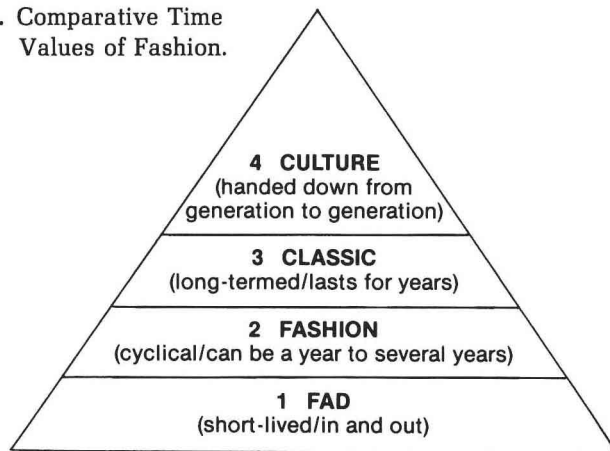 . Comparative Time
Values of Fashion.
4 CULTURE
(handed down from
generation to generation)
3 CLASSIC
(long-termed/lasts for years)
2 FASHION
(cyclical/can be a year to several years)
1 FAD
(short-lived/in and out)